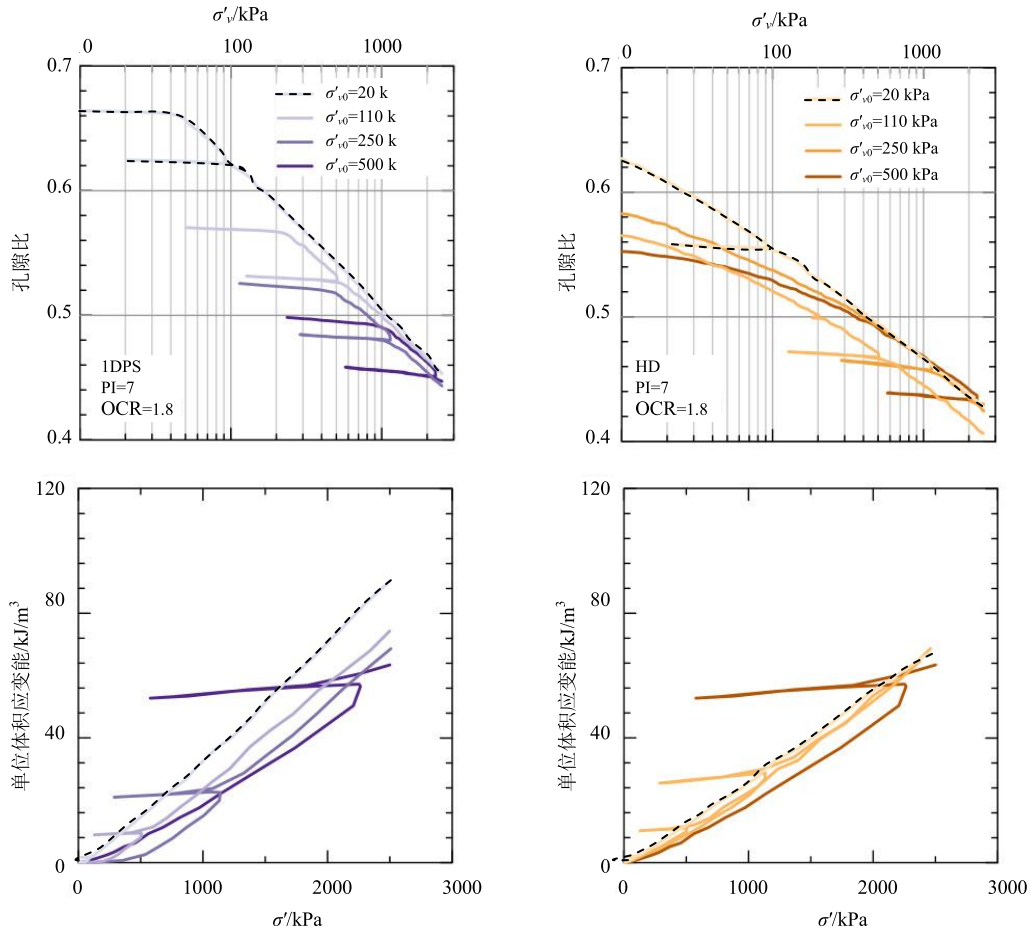 σ′v/kPa
0 100 1000
0.7
0.6
0.5
0.4
孔隙比
σ′v0=20 k
σ′v0=110 k
σ′v0=250 k
σ′v0=500 k
1DPS
PI=7
OCR=1.8
σ′v/kPa
0 100 1000
0.7
0.6
0.5
0.4
孔隙比
σ′v0=20 kPa
σ′v0=110 kPa
σ′v0=250 kPa
σ′v0=500 kPa
HD
PI=7
OCR=1.8
120
80
40
0
单位体积应变能/kJ/m³
0 1000 2000 3000
σ′/kPa
120
80
40
0
单位体积应变能/kJ/m³
0 1000 2000 3000
σ′/kPa